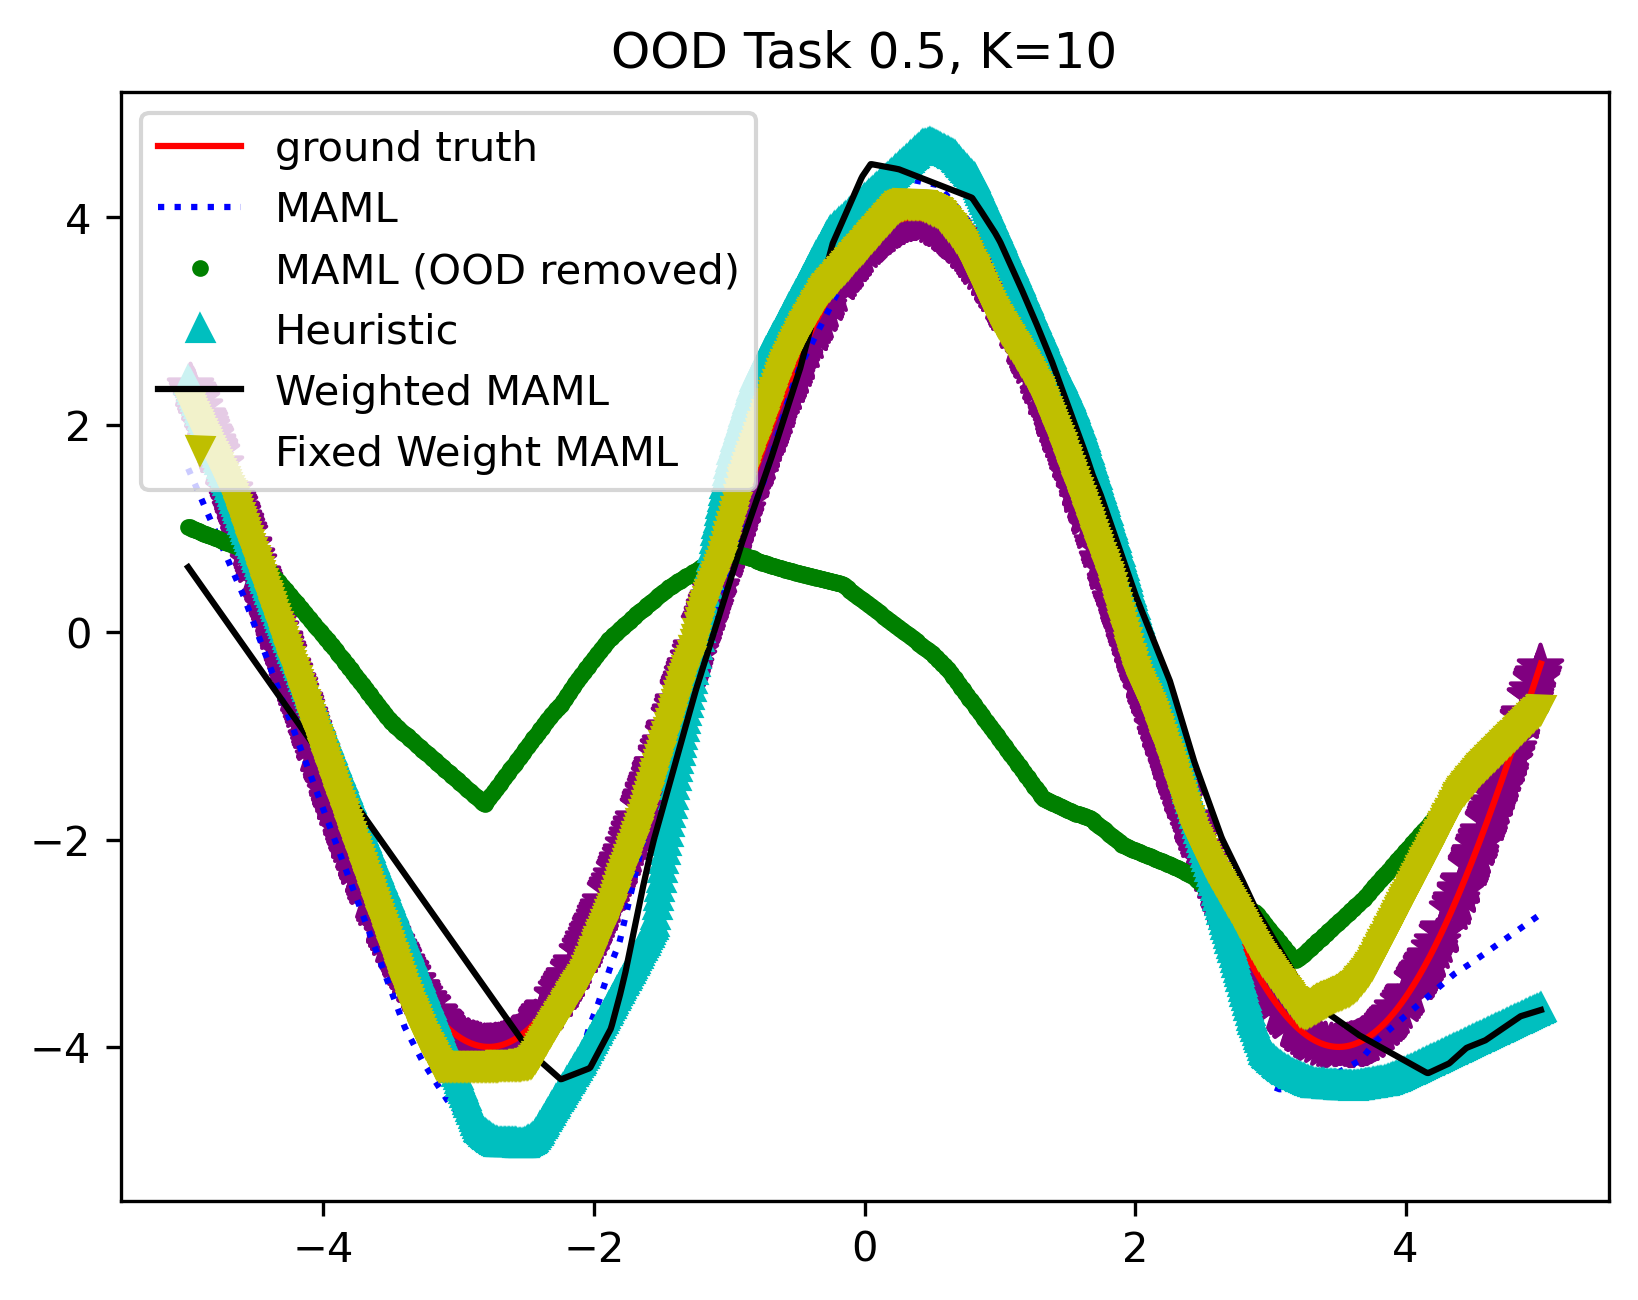 OOD Task 0.5, K=10
ground truth
MAML
MAML (OOD removed)
Heuristic
Weighted MAML
Fixed Weight MAML
4
2
0
−2
−4
−4
−2
0
2
4